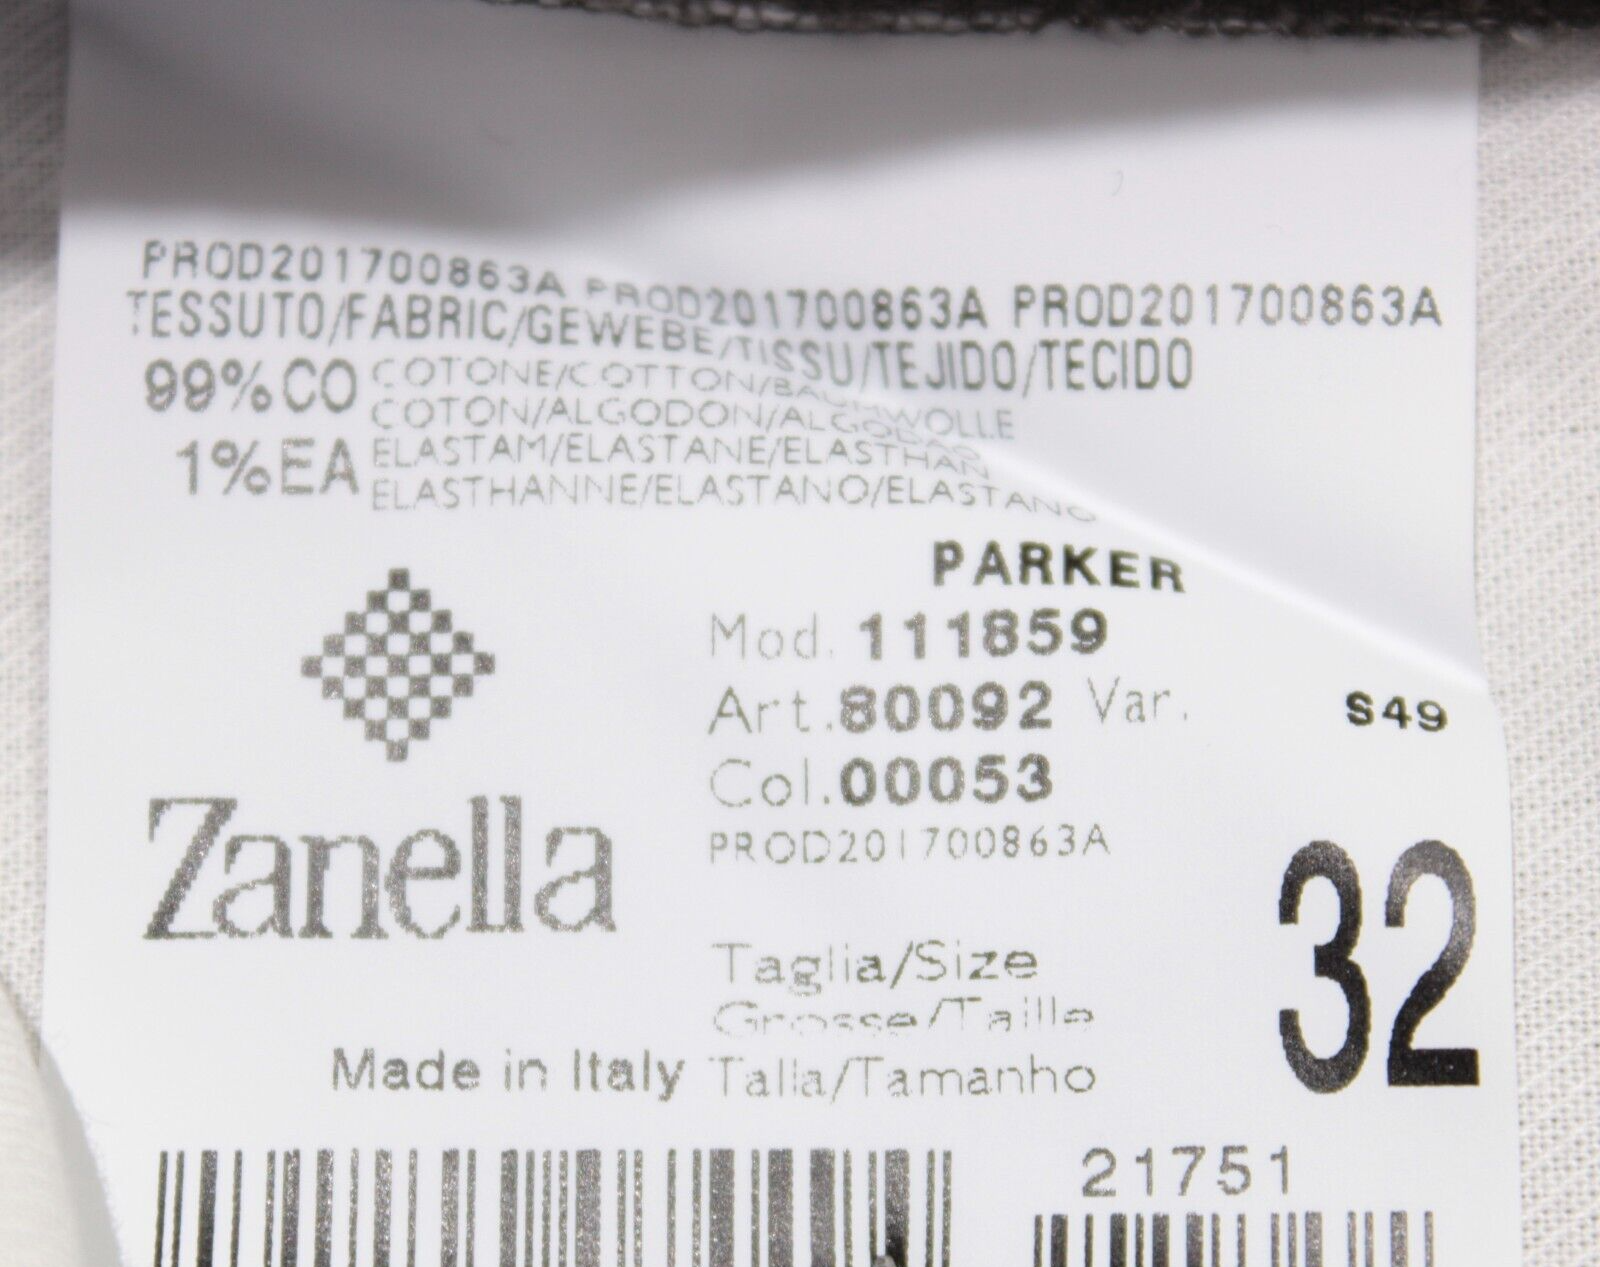 PROD201700863A PROD201700863A PROD201700863A
TESSUTO/FABRIC/GEWEBE/TISSU/TEJIDO/TECIDO
99%CO COTONE/COTTON/BAUMWOLLE
COTON/ALGODON/ALGODAO
1%EA ELASTAM/ELASTANE/ELASTHAN
ELASTHANNE/ELASTANO/ELASTANO
PARKER
Mod. 111859
Art.80092 Var. S49
Col.00053
PROD201700863A
Zanella
Taglia/Size
Grosse/Taille
Talla/Tamanho
32
Made in Italy
21751